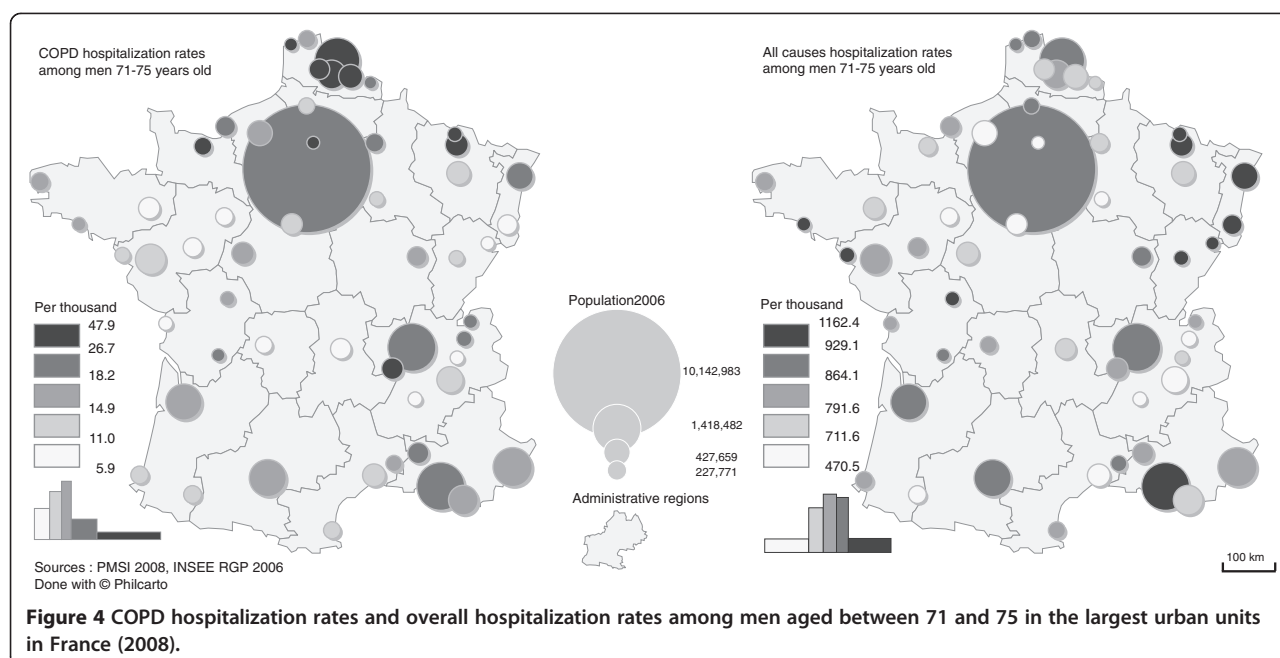 COPD hospitalization rates
among men 71-75 years old
All causes hospitalization rates
among men 71-75 years old
Per thousand
47.9
26.7
18.2
14.9
11.0
5.9
Population2006
10,142,983
1,418,482
427,659
227,771
Administrative regions
Per thousand
1162.4
929.1
864.1
791.6
711.6
470.5
100 km
Sources : PMSI 2008, INSEE RGP 2006
Done with © Philcarto
Figure 4 COPD hospitalization rates and overall hospitalization rates among men aged between 71 and 75 in the largest urban units
in France (2008).